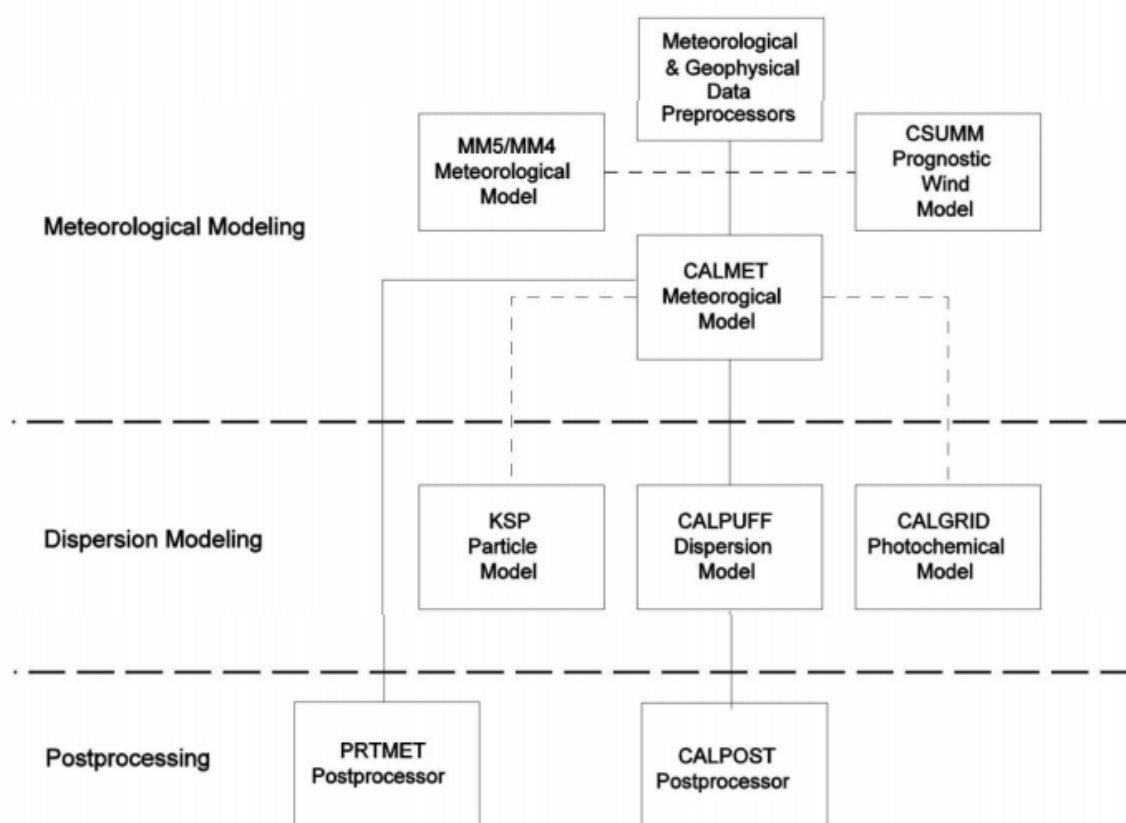 Meteorological
& Geophysical
Data
Preprocessors
MM5/MM4
Meteorological
Model
CSUMM
Prognostic
Wind
Model
Meteorological Modeling
CALMET
Meteorogical
Model
Dispersion Modeling
KSP
Particle
Model
CALPUFF
Dispersion
Model
CALGRID
Photochemical
Model
Postprocessing
PRTMET
Postprocessor
CALPOST
Postprocessor